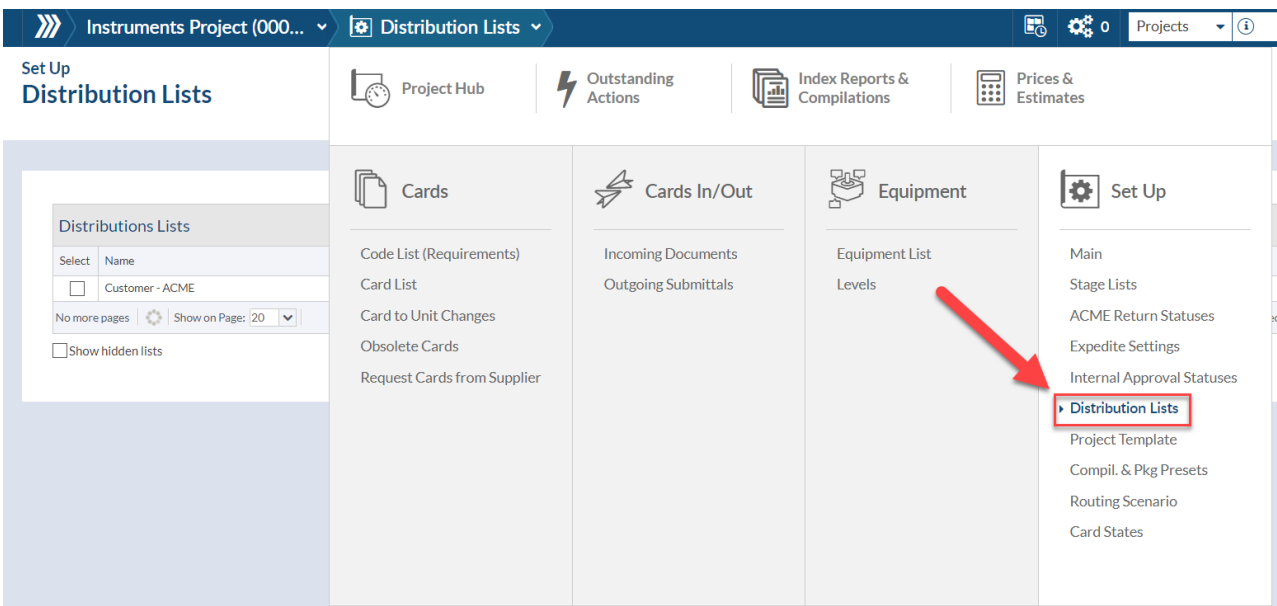 Instruments Project (000...
Distribution Lists
0
Projects
Set Up
Distribution Lists
Project Hub
Outstanding
Actions
Index Reports &
Compilations
Prices &
Estimates
Distributions Lists
Select Name
Customer - ACME
No more pages Show on Page: 20
Show hidden lists
Cards
Code List (Requirements)
Card List
Card to Unit Changes
Obsolete Cards
Request Cards from Supplier
Cards In/Out
Incoming Documents
Outgoing Submittals
Equipment
Equipment List
Levels
Set Up
Main
Stage Lists
ACME Return Statuses
Expedite Settings
Internal Approval Statuses
Distribution Lists
Project Template
Compil. & Pkg Presets
Routing Scenario
Card States